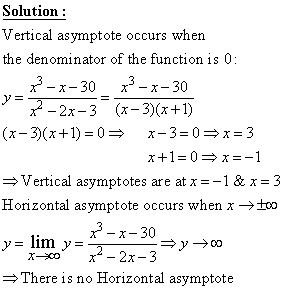 Solution :
Vertical asymptote occurs when
the denominator of the function is 0:
y = (x³ − x − 30)/(x² − 2x − 3) = (x³ − x − 30)/((x−3)(x+1))
(x−3)(x+1) = 0 ⇒ x − 3 = 0 ⇒ x = 3
x + 1 = 0 ⇒ x = −1
⇒ Vertical asymptotes are at x = −1 & x = 3
Horizontal asymptote occurs when x → ±∞
y = lim x→∞ y = (x³ − x − 30)/(x² − 2x − 3) ⇒ y → ∞
⇒ There is no Horizontal asymptote